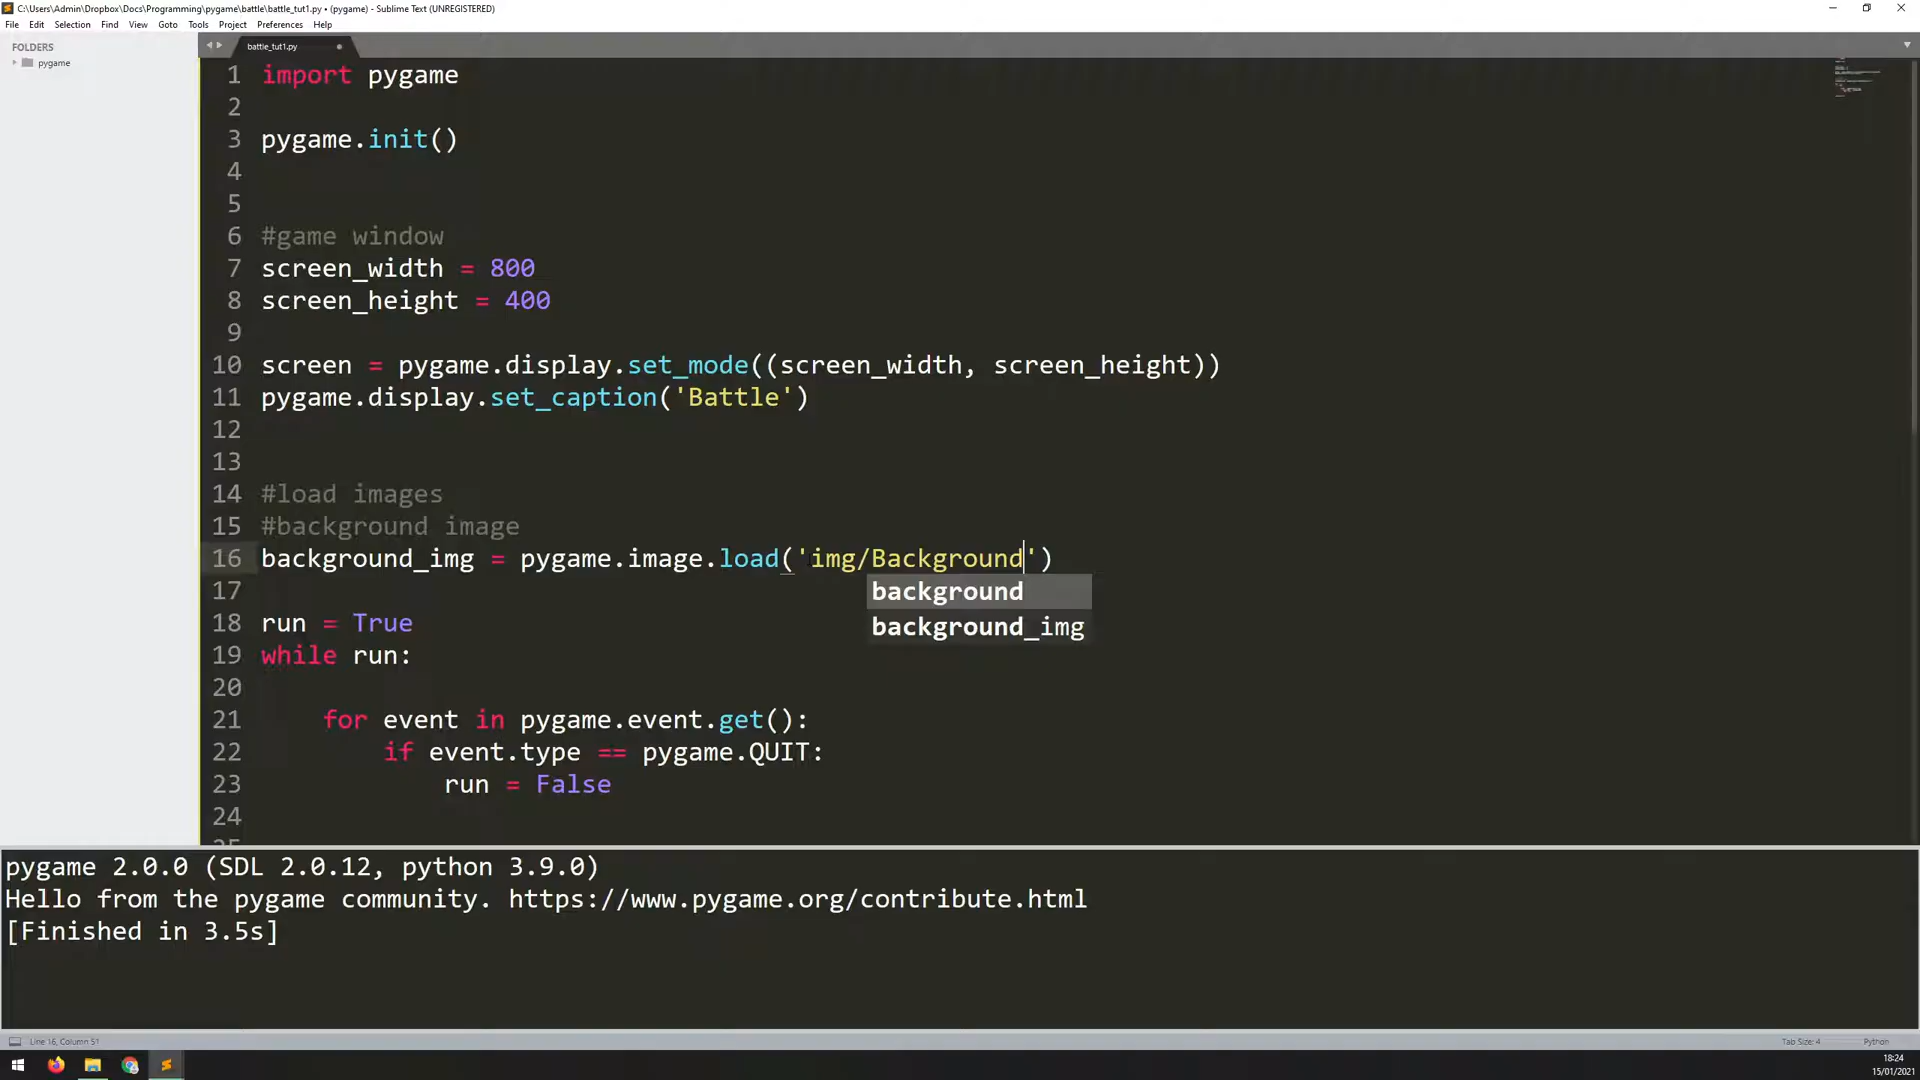 C:\Users\Admin\Dropbox\Docs\Programming\pygame\battle\battle_tut1.py • (pygame) - Sublime Text (UNREGISTERED)
File Edit Selection Find View Goto Tools Project Preferences Help
FOLDERS
pygame
battle_tut1.py
1 import pygame
2
3 pygame.init()
4
5
6 #game window
7 screen_width = 800
8 screen_height = 400
9
10 screen = pygame.display.set_mode((screen_width, screen_height))
11 pygame.display.set_caption('Battle')
12
13
14 #load images
15 #background image
16 background_img = pygame.image.load('img/Background')
background
background_img
17
18 run = True
19 while run:
20
21 for event in pygame.event.get():
22 if event.type == pygame.QUIT:
23 run = False
24
pygame 2.0.0 (SDL 2.0.12, python 3.9.0)
Hello from the pygame community. https://www.pygame.org/contribute.html
[Finished in 3.5s]
Line 16, Column 51
Tab Size: 4
Python
18:24
15/01/2021